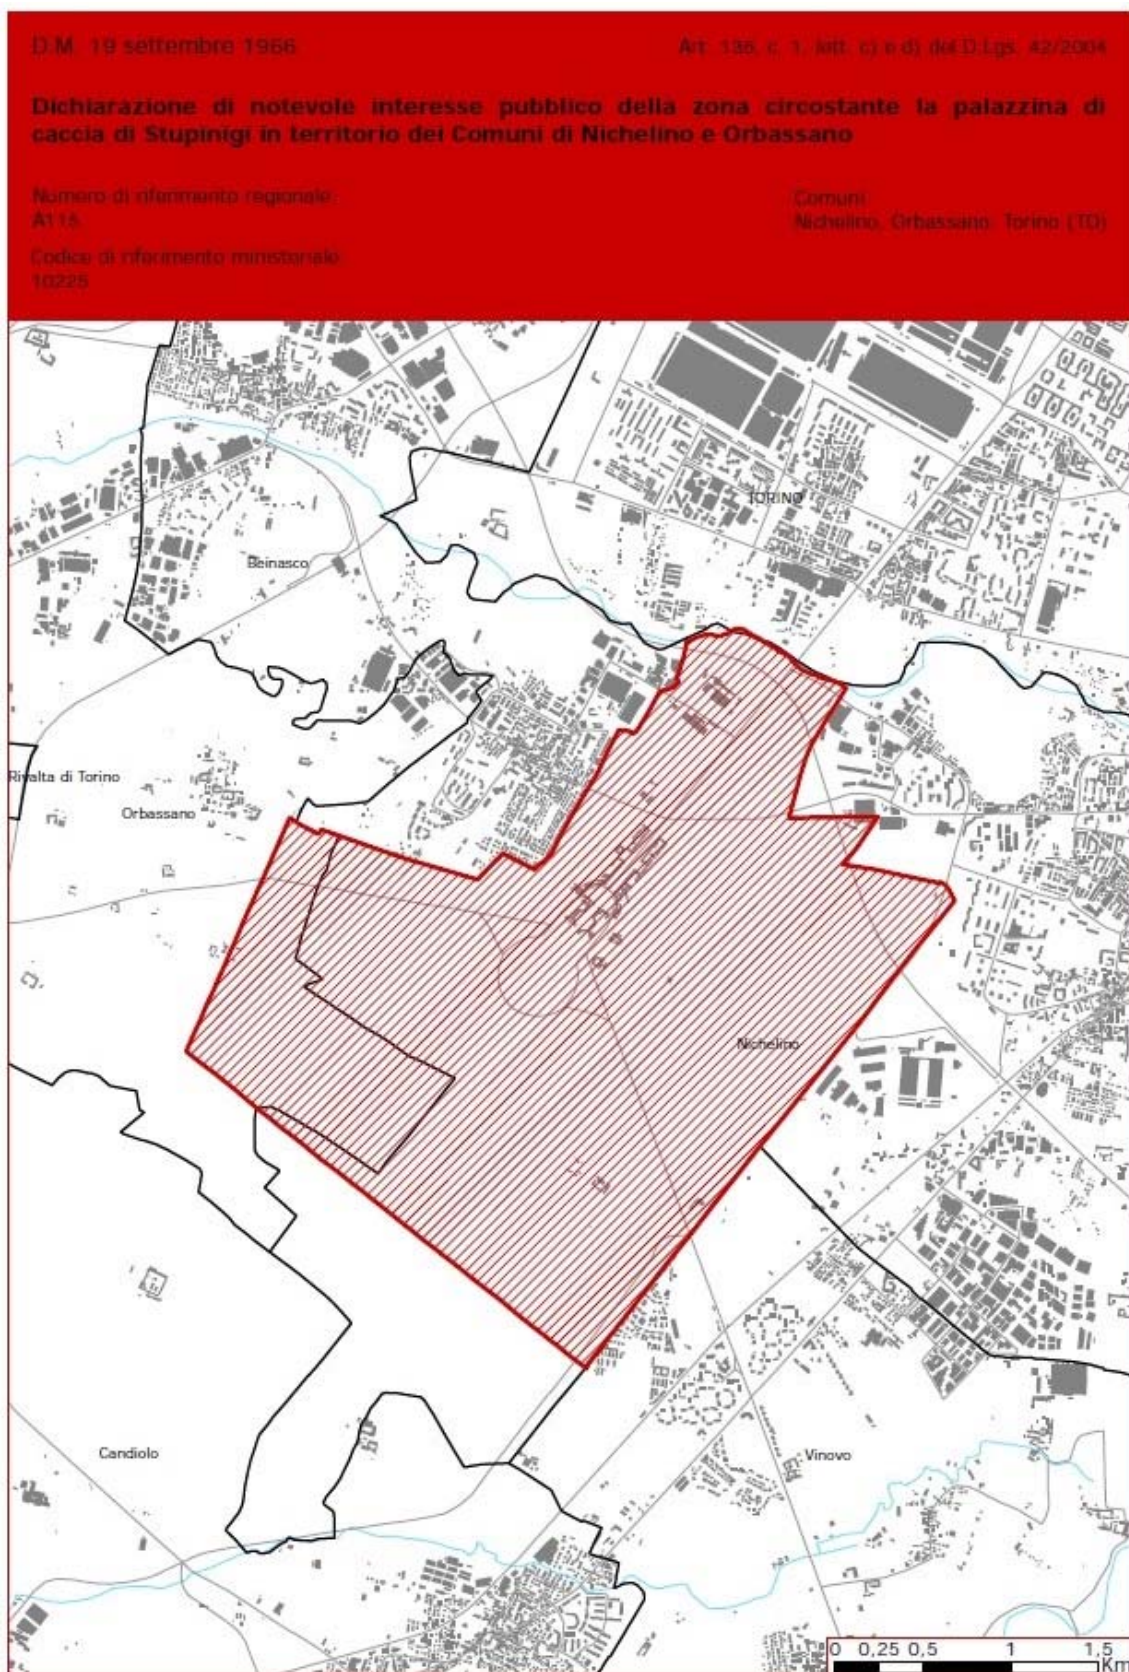 D.M. 19 settembre 1966
Art. 136, c. 1, lett. c) e d) del D.Lgs. 42/2004
Dichiarazione di notevole interesse pubblico della zona circostante la palazzina di
caccia di Stupinigi in territorio dei Comuni di Nichelino e Orbassano
Numero di riferimento regionale:
A115
Comuni:
Nichelino, Orbassano, Torino (TO)
Codice di riferimento ministeriale:
10225
TORINO
Beinasco
Rivalta di Torino
Orbassano
Nichelino
Candiolo
Vinovo
0 0,25 0,5 1 1,5
Km